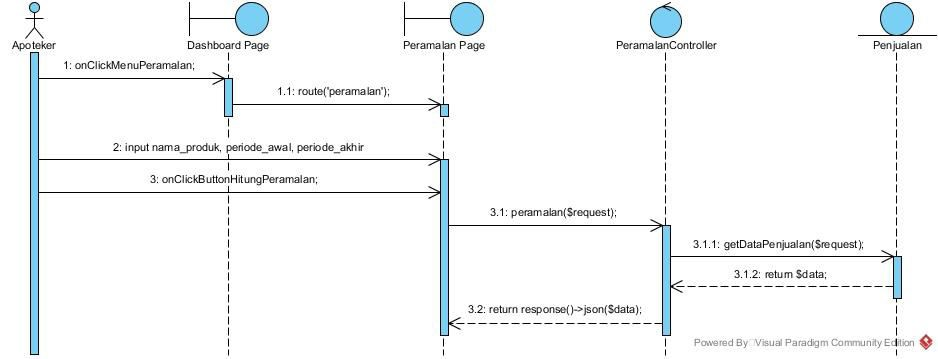 Apoteker
Dashboard Page
Peramalan Page
PeramalanController
Penjualan
1: onClickMenuPeramalan;
1.1: route('peramalan');
2: input nama_produk, periode_awal, periode_akhir
3: onClickButtonHitungPeramalan;
3.1: peramalan($request);
3.1.1: getDataPenjualan($request);
3.1.2: return $data;
3.2: return response()->json($data);
Powered By Visual Paradigm Community Edition